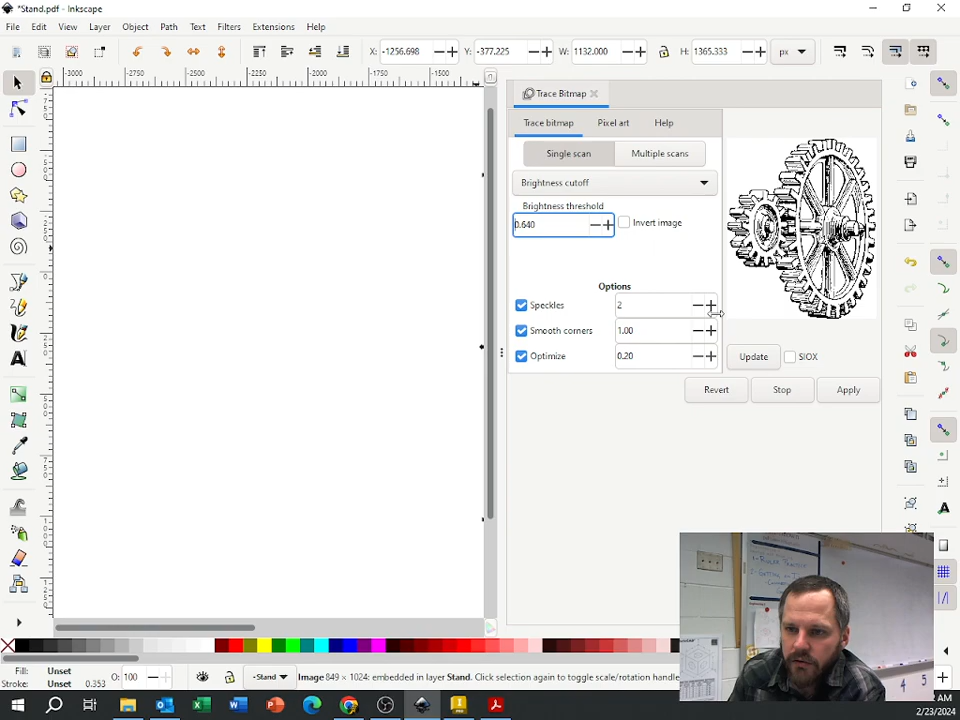 *Stand.pdf - Inkscape
File Edit View Layer Object Path Text Filters Extensions Help
X: -1256.698 Y: -377.225 W: 1132.000 H: 1365.333 px
-3000 -2750 -2500 -2250 -2000 -1750 -1500
Trace Bitmap
Trace bitmap Pixel art Help
Single scan Multiple scans
Brightness cutoff
Brightness threshold
0.640 Invert image
Options
Speckles 2
Smooth corners 1.00
Optimize 0.20 Update SIOX
Revert Stop Apply
Fill: Unset
Stroke: Unset 0.353 O: 100 -Stand Image 849 × 1024: embedded in layer Stand. Click selection again to toggle scale/rotation handle
2/23/2024